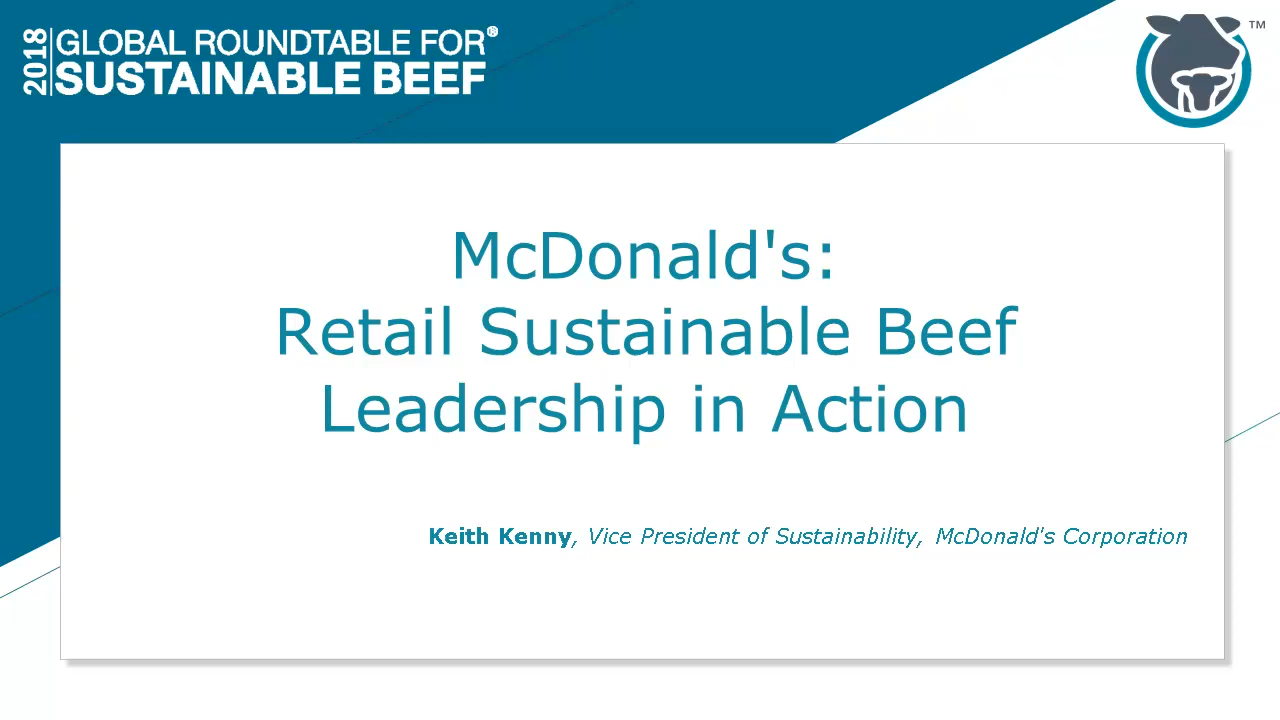 2018
GLOBAL ROUNDTABLE FOR®
SUSTAINABLE BEEF
TM
McDonald's:
Retail Sustainable Beef
Leadership in Action
Keith Kenny, Vice President of Sustainability, McDonald's Corporation